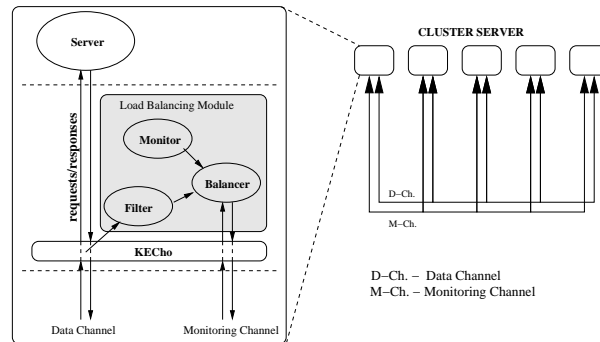 Server
CLUSTER SERVER
requests/responses
Load Balancing Module
Monitor
Balancer
Filter
KECho
Data Channel
Monitoring Channel
D−Ch.
M−Ch.
D−Ch. − Data Channel
M−Ch. − Monitoring Channel